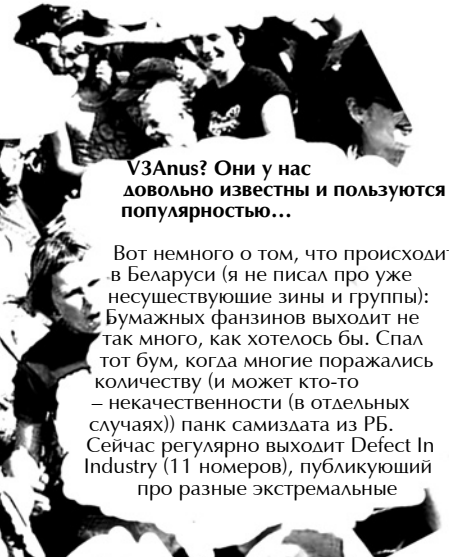 V3Anus? Они у нас
довольно известны и пользуются
популярностью...
Вот немного о том, что происходит
в Беларуси (я не писал про уже
несуществующие зины и группы):
Бумажных фанзинов выходит не
так много, как хотелось бы. Спал
тот бум, когда многие поражались
количеству (и может кто-то
– некачественности (в отдельных
случаях)) панк самиздата из РБ.
Сейчас регулярно выходит Defect In
Industry (11 номеров), публикующий
про разные экстремальные